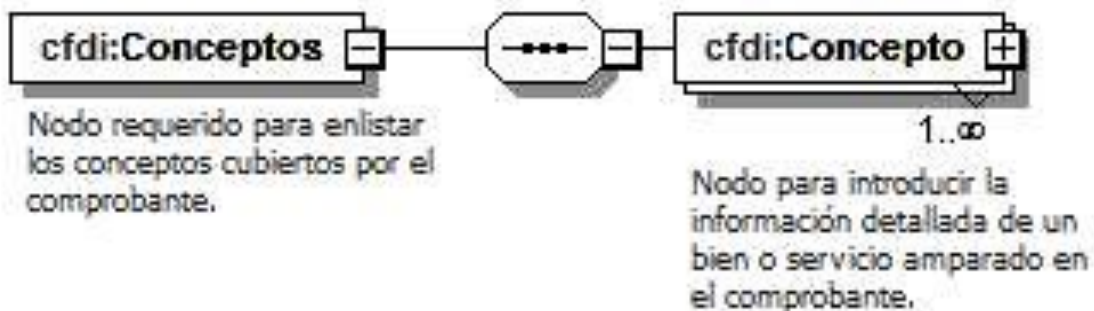 cfdi:Conceptos
cfdi:Concepto
1..∞
Nodo requerido para enlistar
los conceptos cubiertos por el
comprobante.
Nodo para introducir la
información detallada de un
bien o servicio amparado en
el comprobante.